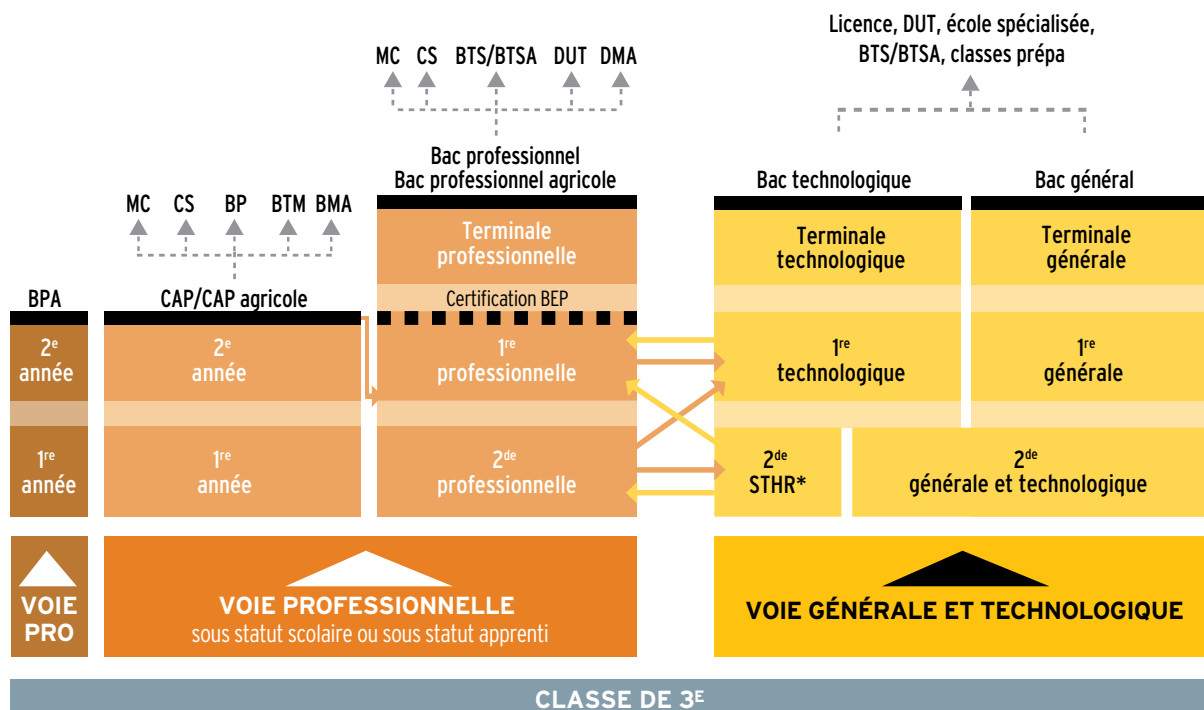 Licence, DUT, école spécialisée,
BTS/BTSA, classes prépa
MC CS BTS/BTSA DUT DMA
Bac professionnel
Bac professionnel agricole
Bac technologique
Bac général
MC CS BP BTM BMA
Terminale
professionnelle
Terminale
technologique
Terminale
générale
BPA
CAP/CAP agricole
Certification BEP
2e
année
2e
année
1re
professionnelle
1re
technologique
1re
générale
1re
année
1re
année
2de
professionnelle
2de
STHR*
2de
générale et technologique
VOIE
PRO
VOIE PROFESSIONNELLE
sous statut scolaire ou sous statut apprenti
VOIE GÉNÉRALE ET TECHNOLOGIQUE
CLASSE DE 3E